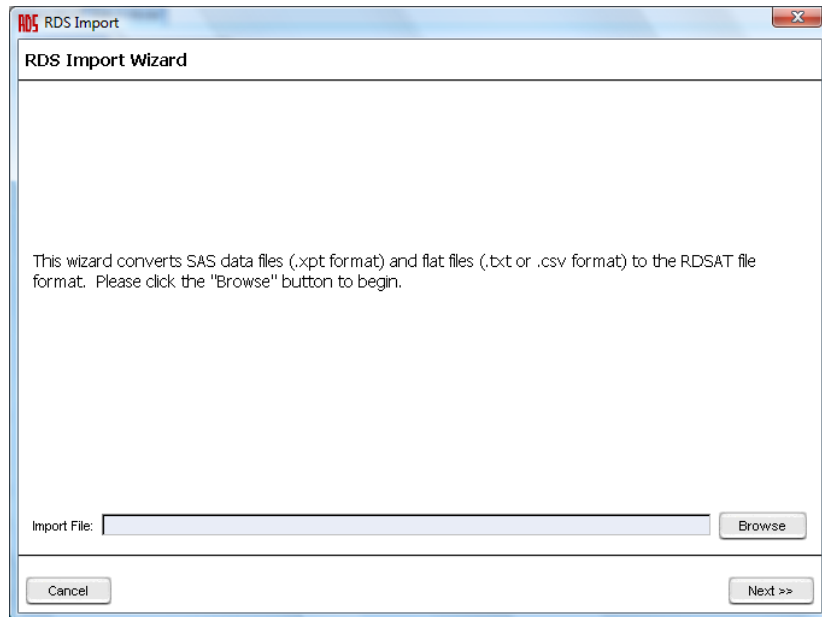 RDS RDS Import
RDS Import Wizard
This wizard converts SAS data files (.xpt format) and flat files (.txt or .csv format) to the RDSAT file
format. Please click the "Browse" button to begin.
Import File: Browse
Cancel Next >>